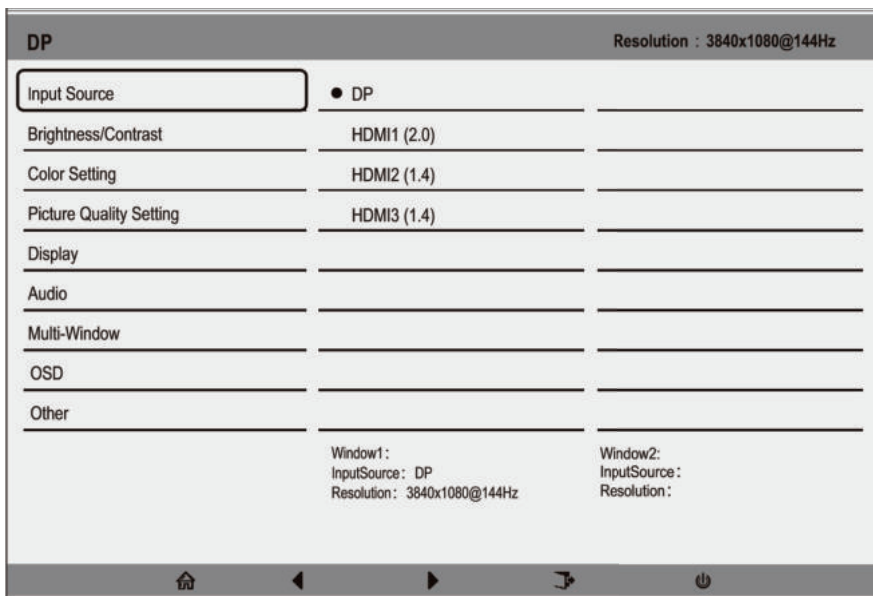 DP
Resolution : 3840x1080@144Hz
Input Source
DP
Brightness/Contrast
HDMI1 (2.0)
Color Setting
HDMI2 (1.4)
Picture Quality Setting
HDMI3 (1.4)
Display
Audio
Multi-Window
OSD
Other
Window1:
InputSource: DP
Resolution: 3840x1080@144Hz
Window2:
InputSource:
Resolution: